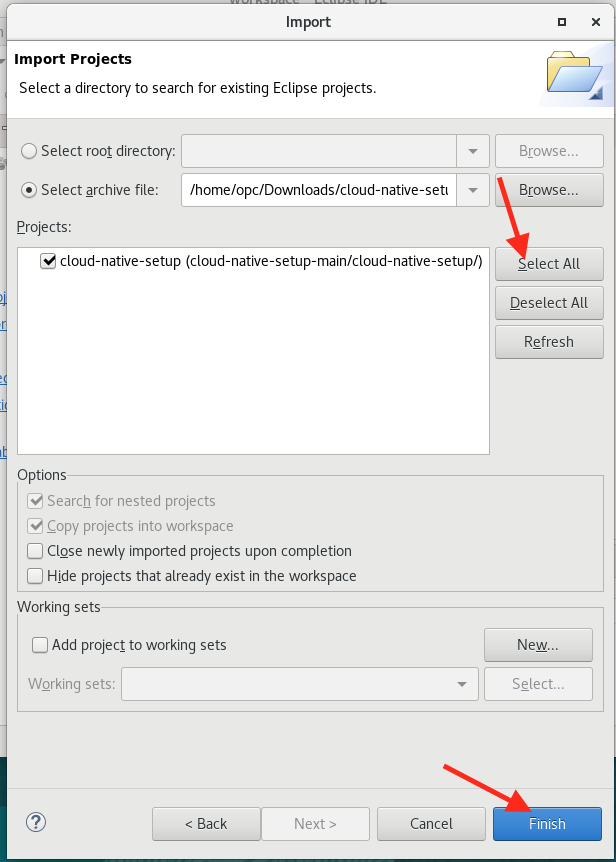 Import
Import Projects
Select a directory to search for existing Eclipse projects.
Select root directory:
Browse...
Select archive file:
/home/opc/Downloads/cloud-native-setu
Browse...
Projects:
cloud-native-setup (cloud-native-setup-main/cloud-native-setup/)
Select All
Deselect All
Refresh
Options
Search for nested projects
Copy projects into workspace
Close newly imported projects upon completion
Hide projects that already exist in the workspace
Working sets
Add project to working sets
New...
Working sets:
Select...
?
< Back
Next >
Cancel
Finish